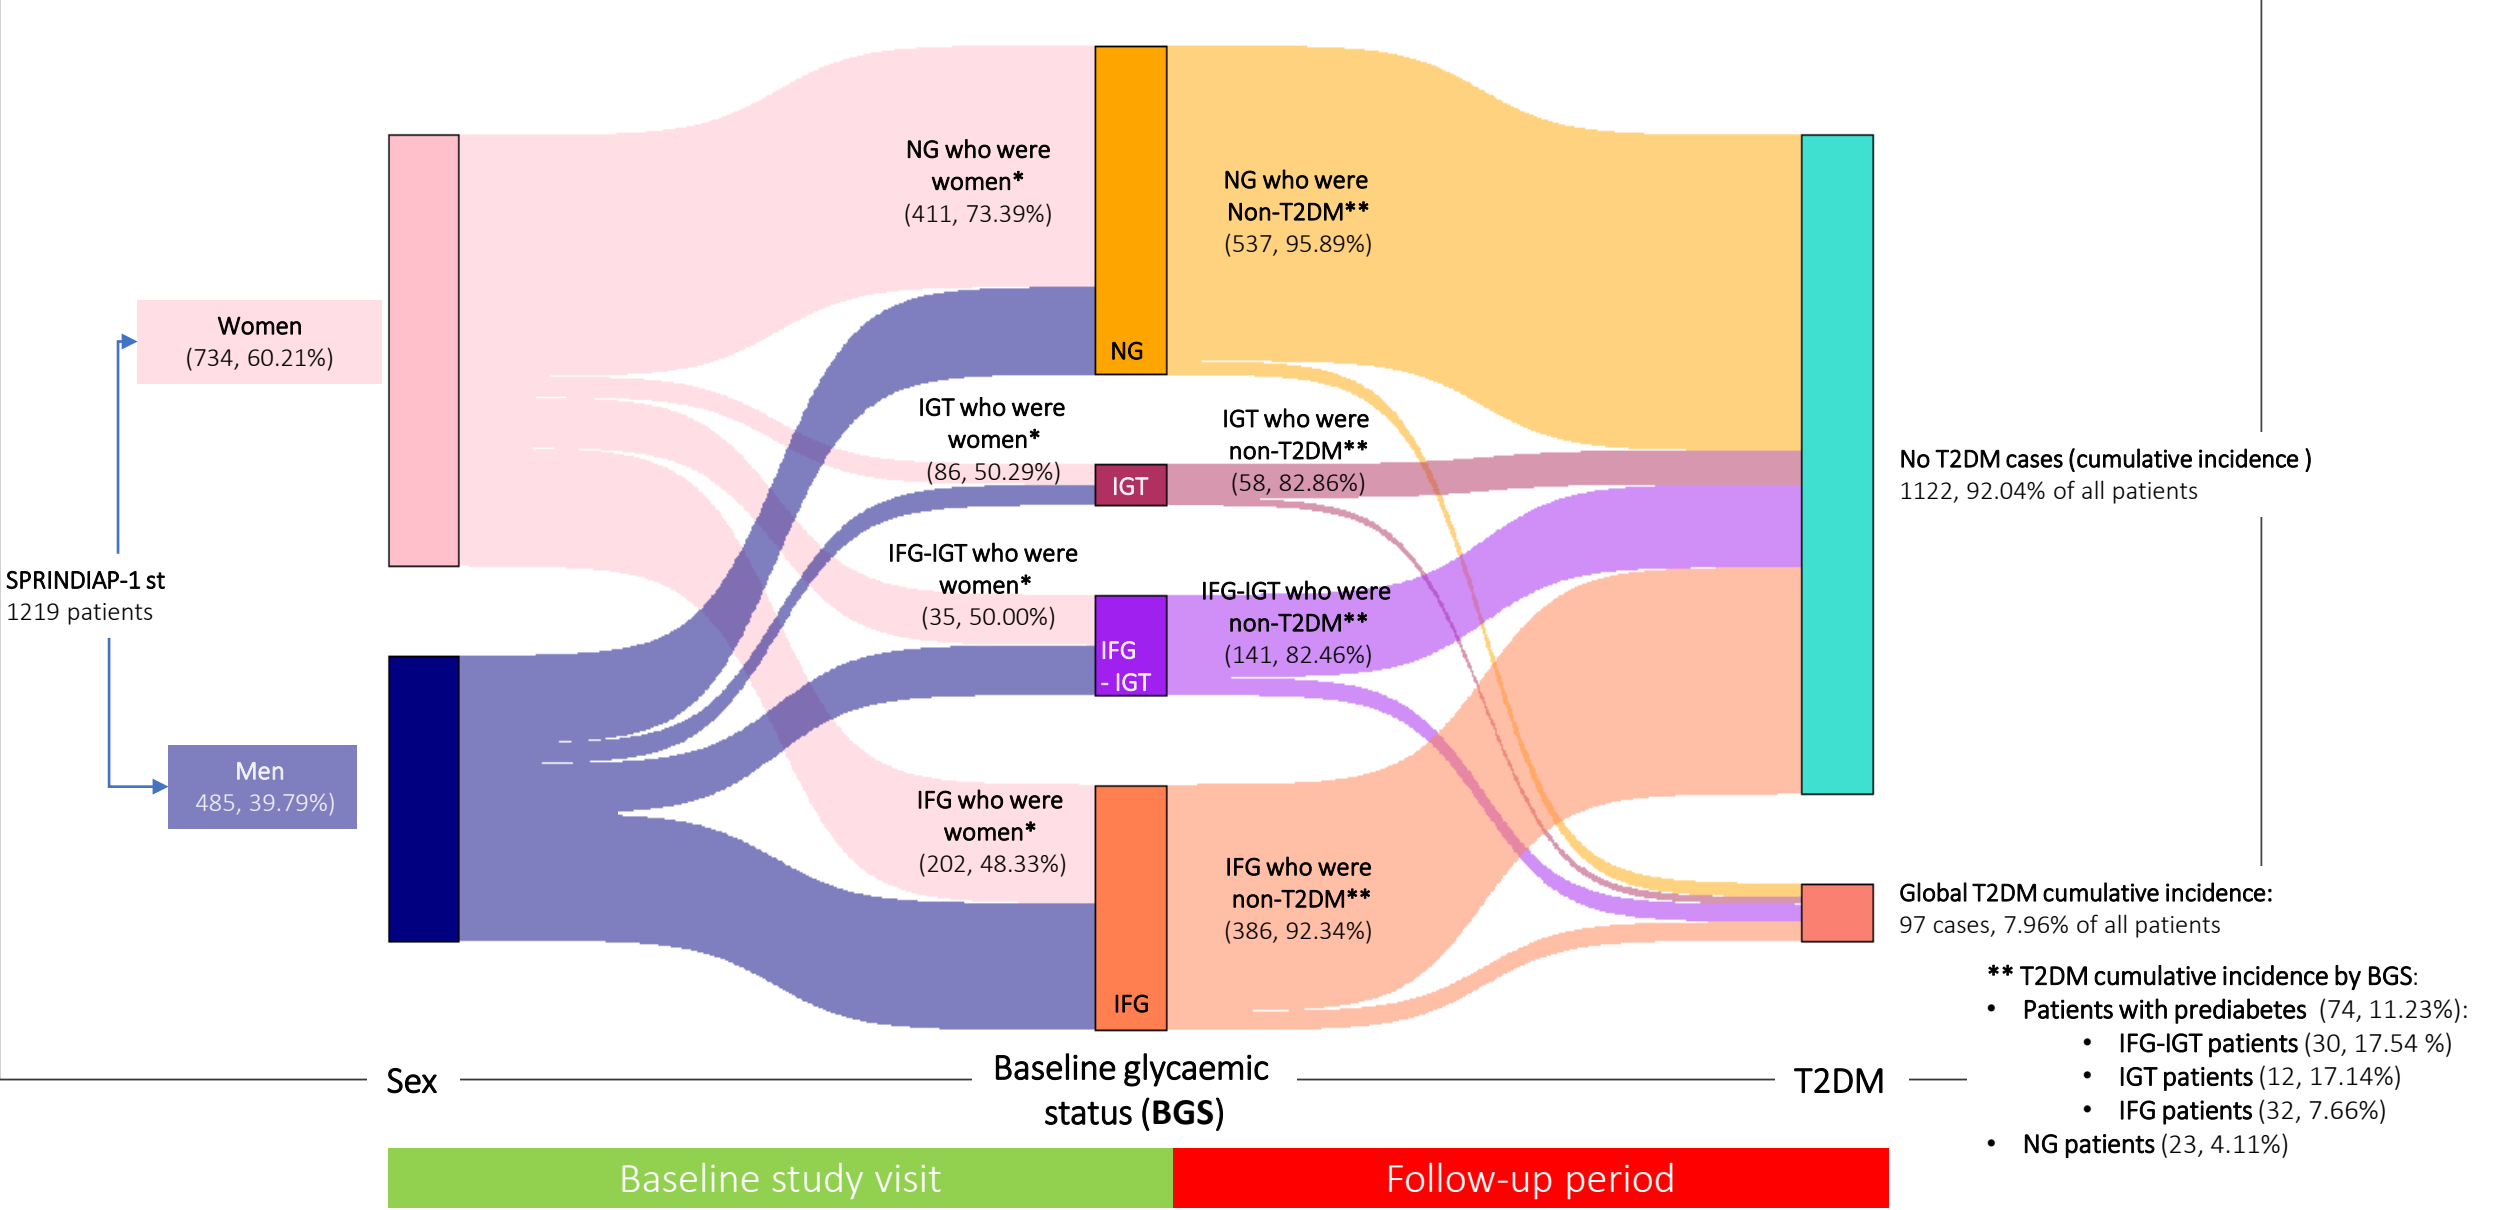 NG who were
women*
(411, 73.39%)
NG who were
Non-T2DM**
(537, 95.89%)
Women
(734, 60.21%)
NG
IGT who were
women*
(86, 50.29%)
IGT who were
non-T2DM**
(58, 82.86%)
IGT
No T2DM cases (cumulative incidence )
1122, 92.04% of all patients
SPRINDIAP-1 st
1219 patients
IFG-IGT who were
women*
(35, 50.00%)
IFG-IGT who were
non-T2DM**
(141, 82.46%)
IFG
- IGT
Men
485, 39.79%)
IFG who were
women*
(202, 48.33%)
IFG who were
non-T2DM**
(386, 92.34%)
IFG
Global T2DM cumulative incidence:
97 cases, 7.96% of all patients
** T2DM cumulative incidence by BGS:
• Patients with prediabetes (74, 11.23%):
• IFG-IGT patients (30, 17.54 %)
• IGT patients (12, 17.14%)
• IFG patients (32, 7.66%)
• NG patients (23, 4.11%)
Sex
Baseline glycaemic
status (BGS)
T2DM
Baseline study visit
Follow-up period